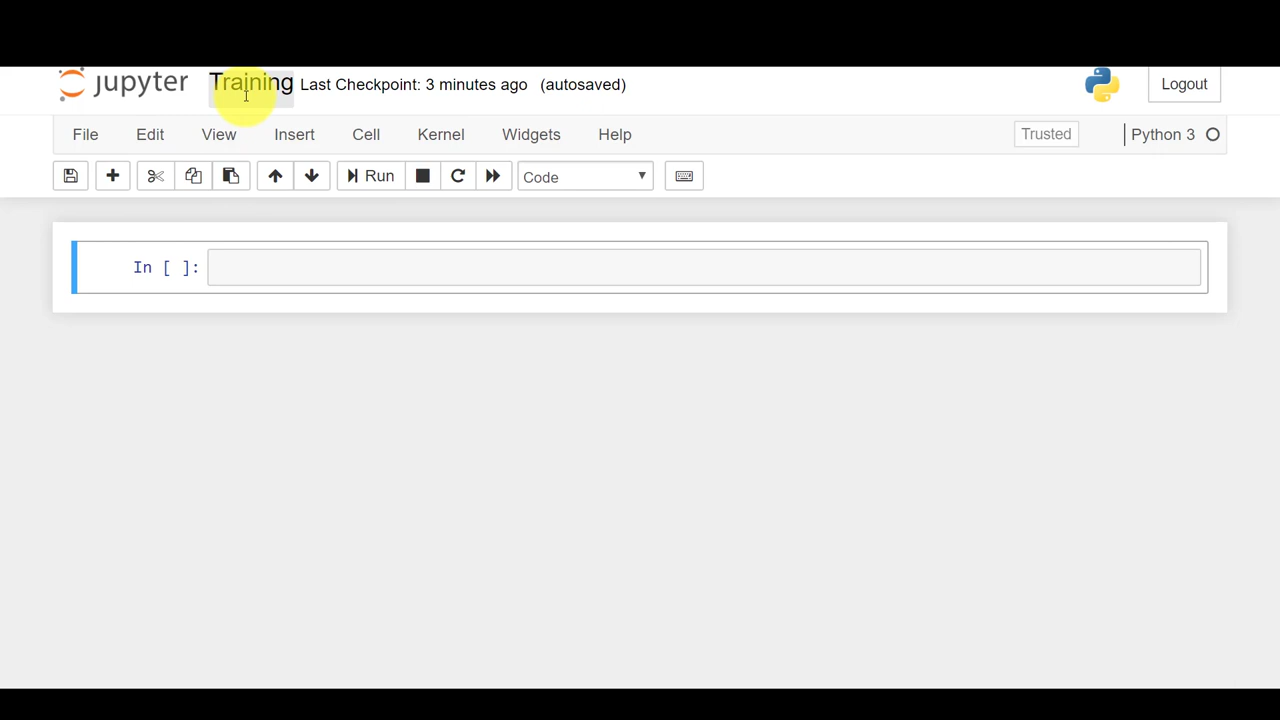 jupyter Training Last Checkpoint: 3 minutes ago (autosaved) Logout
File Edit View Insert Cell Kernel Widgets Help Trusted Python 3
Run Code
In [ ]: